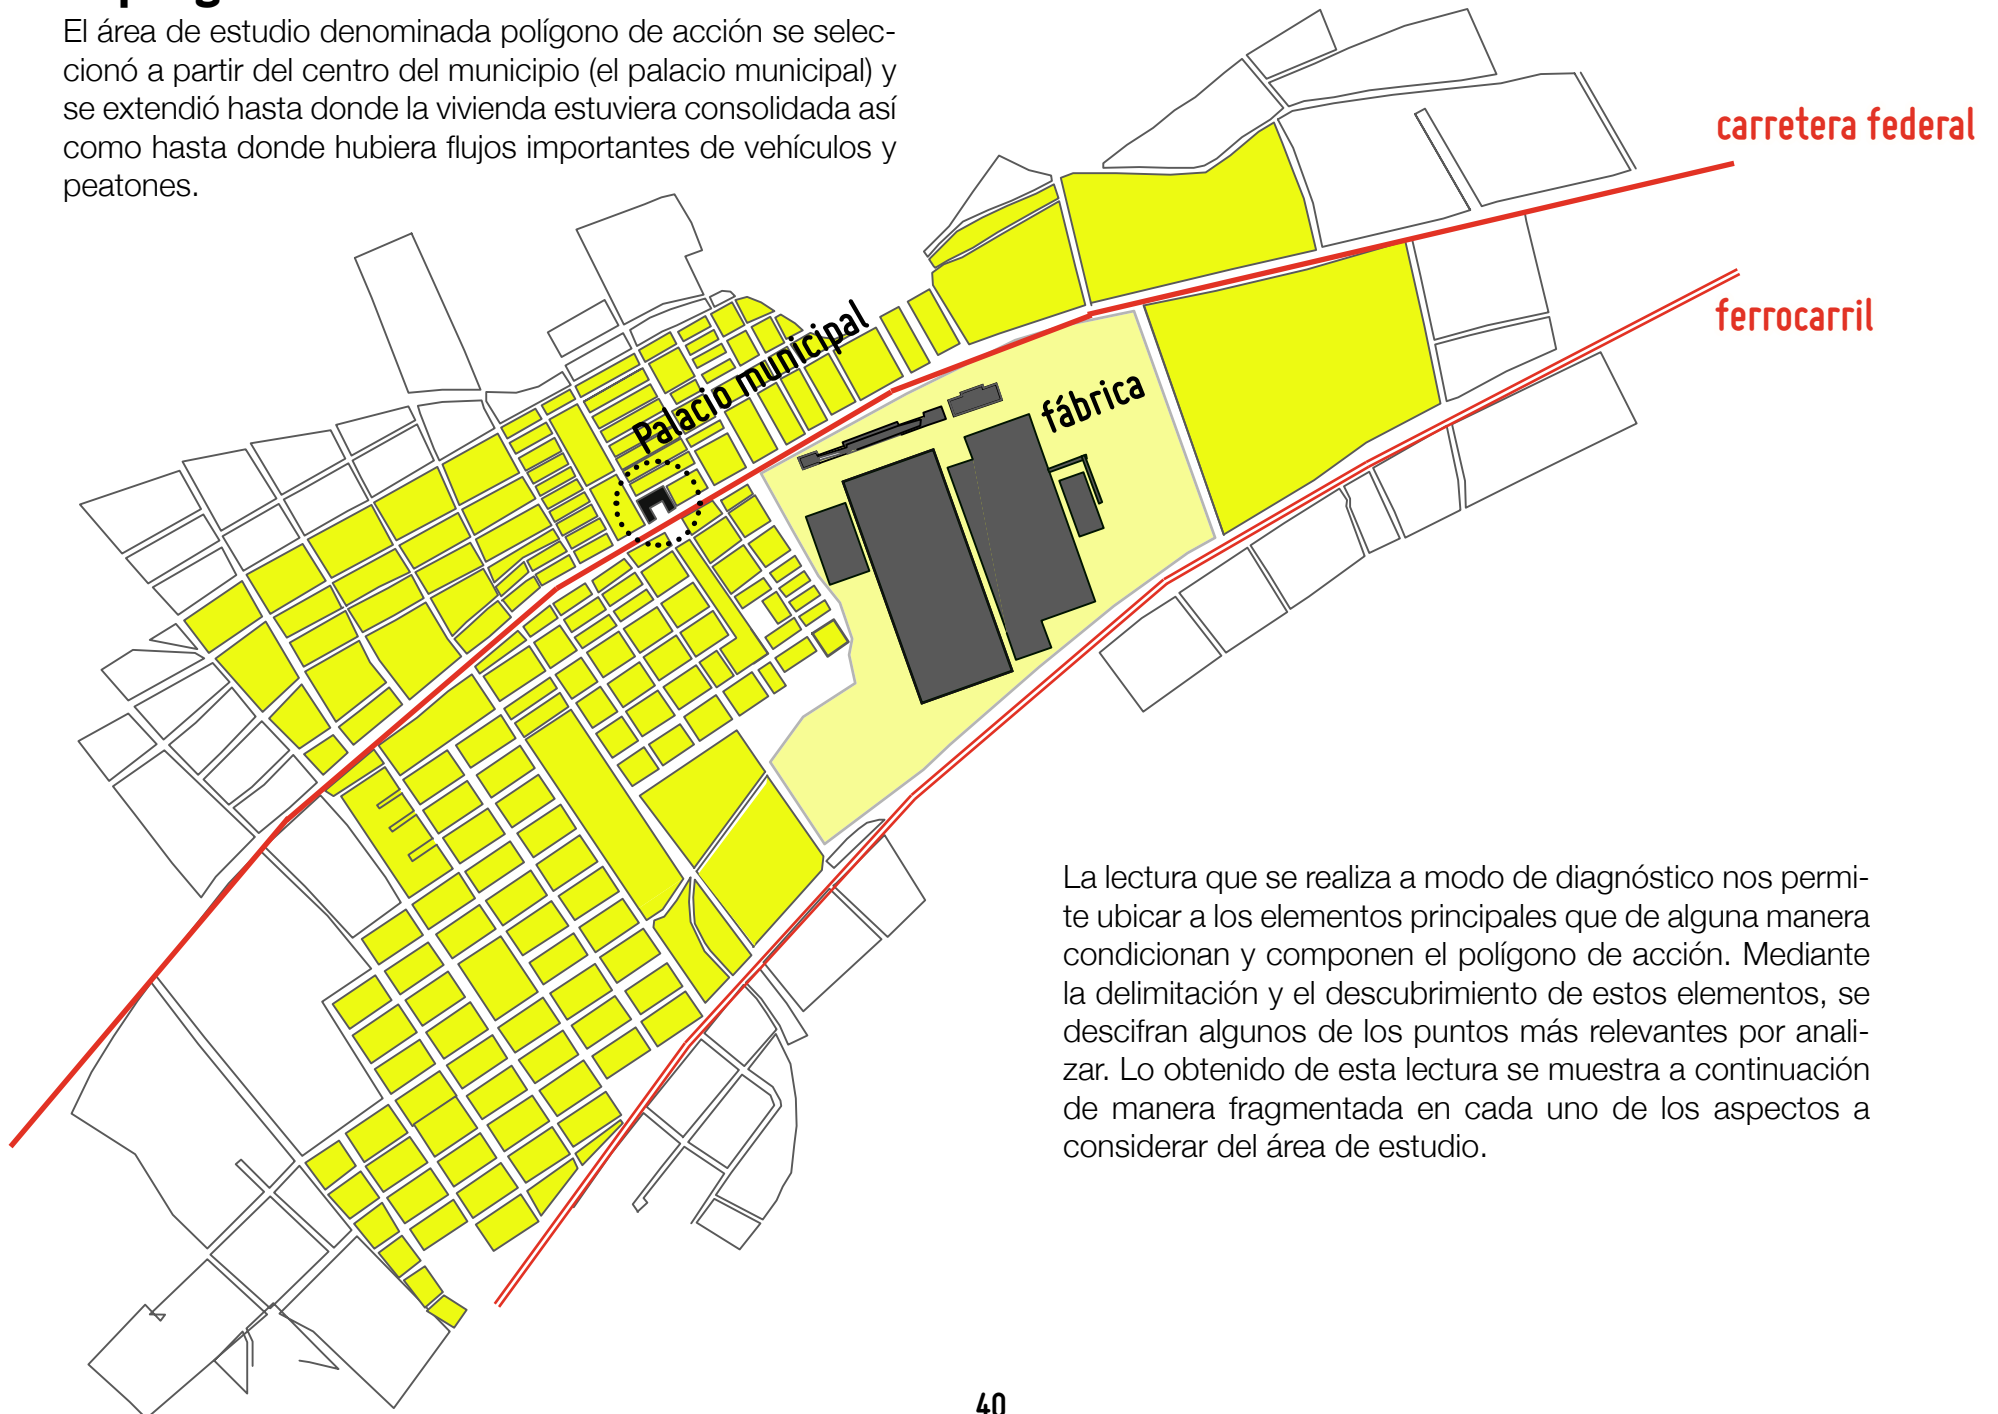 El área de estudio denominada polígono de acción se selec-
cionó a partir del centro del municipio (el palacio municipal) y
se extendió hasta donde la vivienda estuviera consolidada así
como hasta donde hubiera flujos importantes de vehículos y
peatones.
carretera federal
ferrocarril
Palacio municipal
fábrica
La lectura que se realiza a modo de diagnóstico nos permi-
te ubicar a los elementos principales que de alguna manera
condicionan y componen el polígono de acción. Mediante
la delimitación y el descubrimiento de estos elementos, se
descifran algunos de los puntos más relevantes por anali-
zar. Lo obtenido de esta lectura se muestra a continuación
de manera fragmentada en cada uno de los aspectos a
considerar del área de estudio.
40